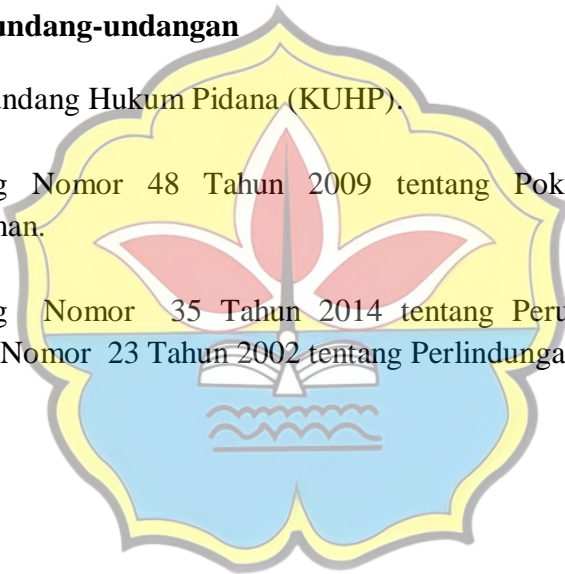 undang-undangan
undang Hukum Pidana (KUHP).
g Nomor 48 Tahun 2009 tentang Pok
nan.
g Nomor 35 Tahun 2014 tentang Peru
Nomor 23 Tahun 2002 tentang Perlindunga